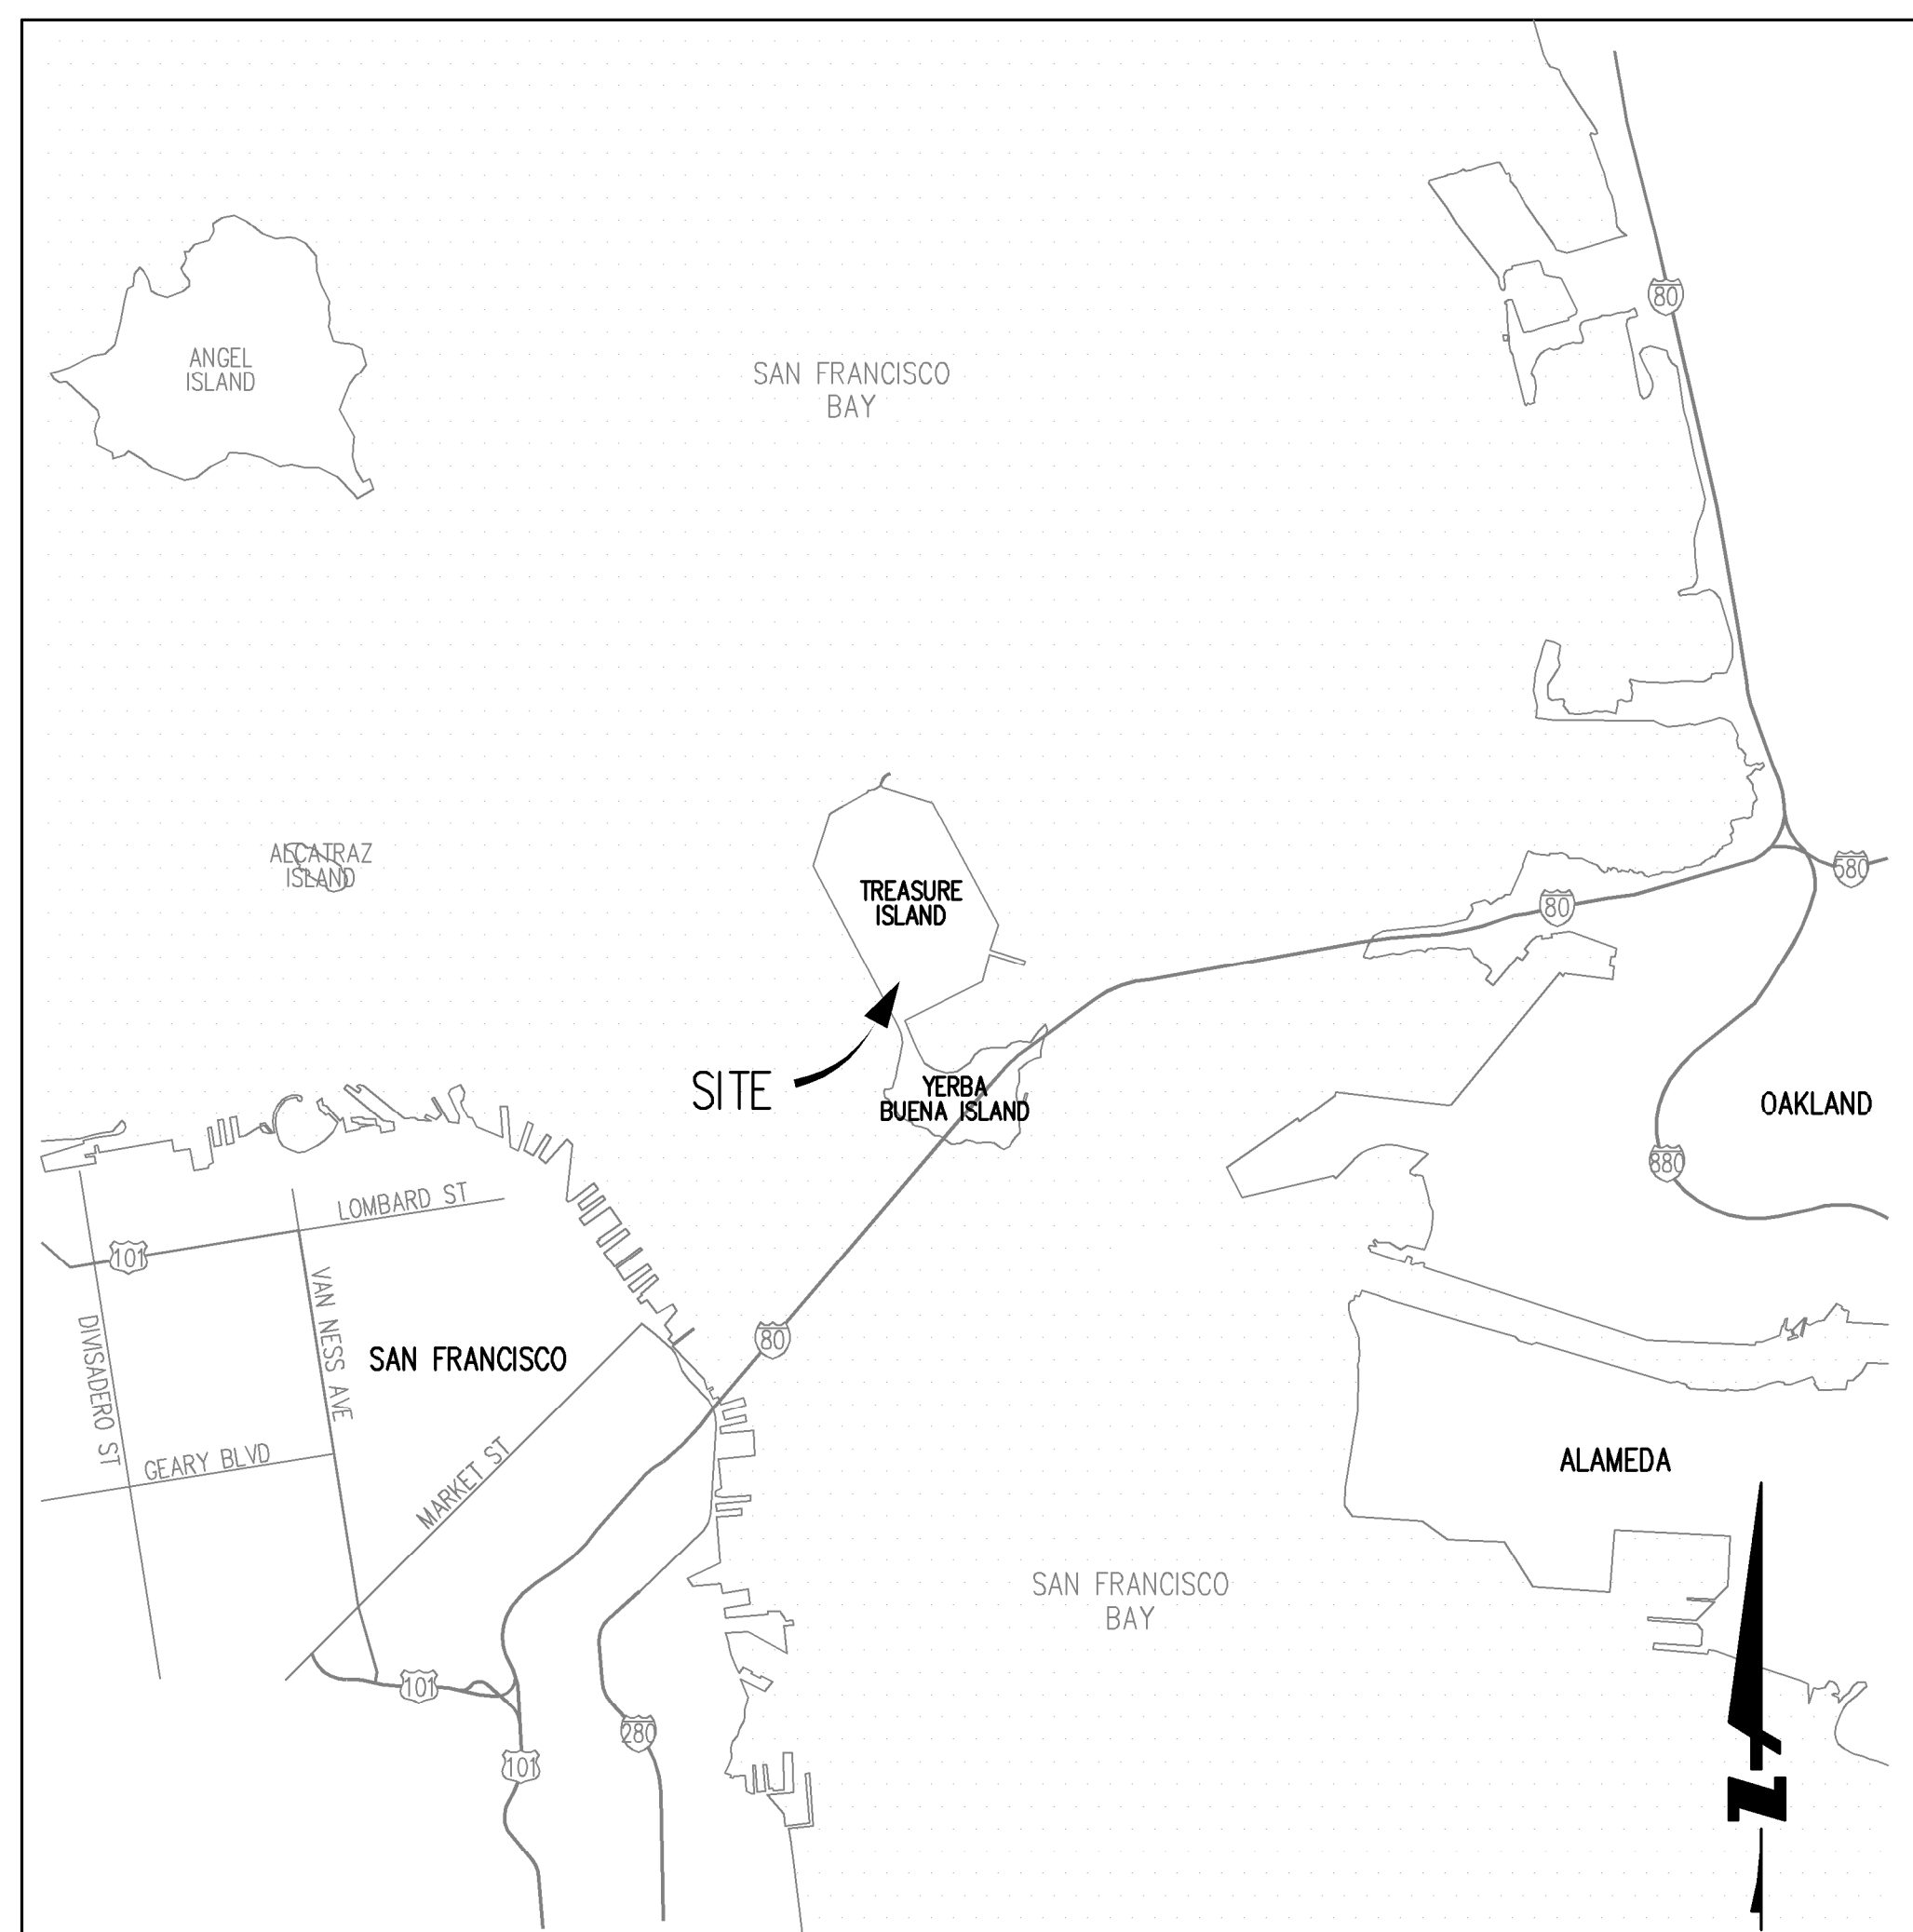 80
ANGEL
ISLAND
SAN FRANCISCO
BAY
ALCATRAZ
ISLAND
TREASURE
ISLAND
580
80
SITE
YERBA
BUENA ISLAND
OAKLAND
880
LOMBARD ST
101
VAN NESS AVE
DIVISADERO ST
80
SAN FRANCISCO
GEARY BLVD
MARKET ST
ALAMEDA
SAN FRANCISCO
BAY
101
280
101
N